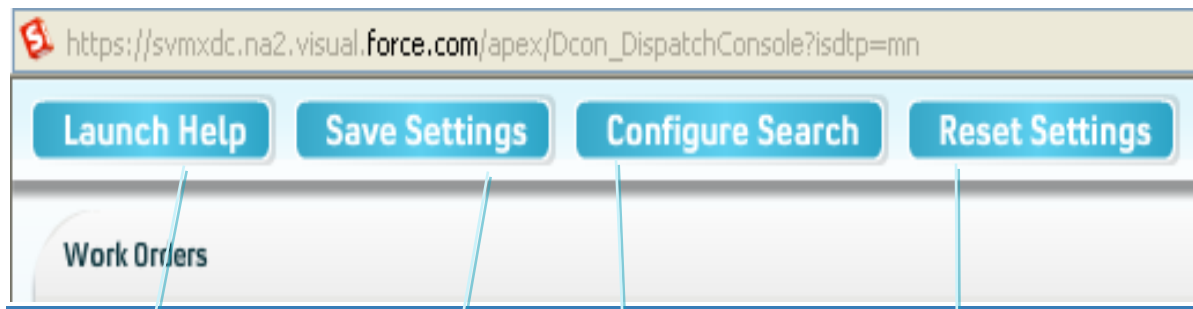 https://svmxdc.na2.visual.force.com/apex/Dcon_DispatchConsole?isdtp=mn
Launch Help Save Settings Configure Search Reset Settings
Work Orders